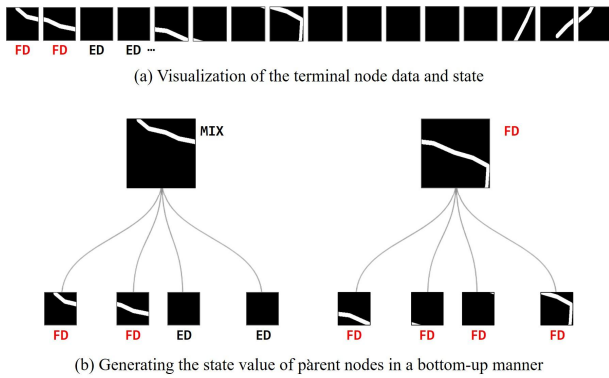 FD FD ED ED ...
(a) Visualization of the terminal node data and state
MIX FD
FD FD ED ED FD FD FD FD
(b) Generating the state value of pàrent nodes in a bottom-up manner